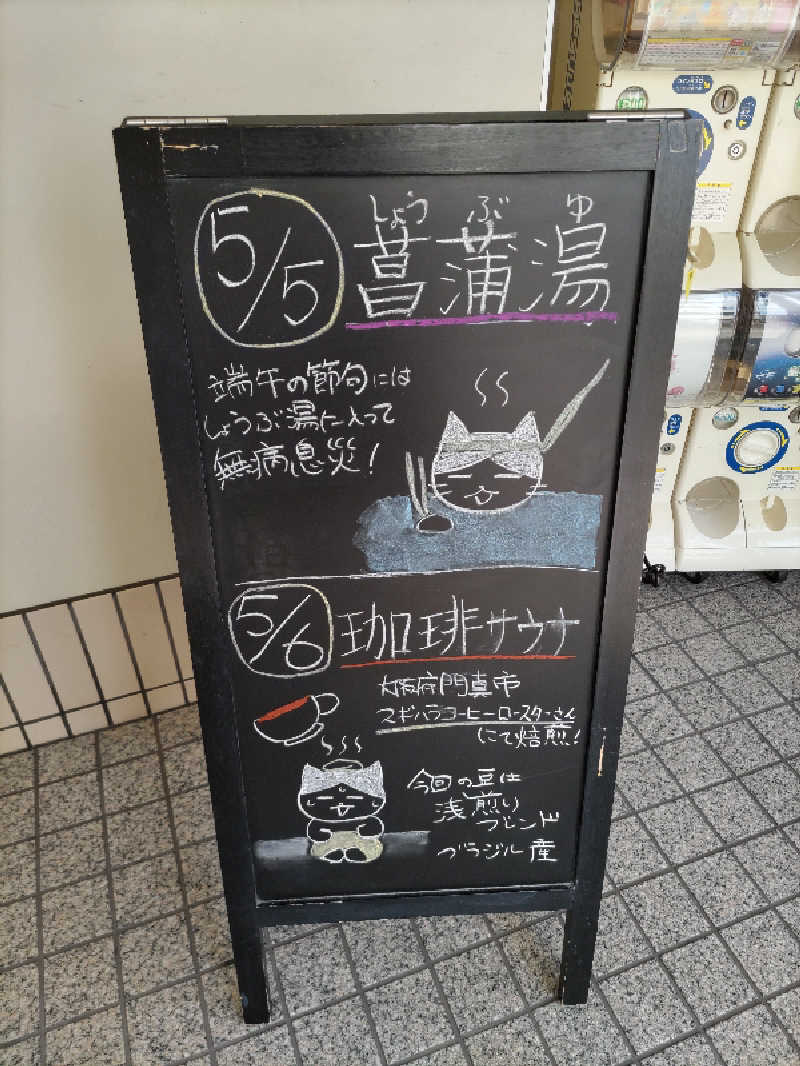 5/5
しょうぶゆ
菖蒲湯
端午の節句には
しょうぶ湯に入って
無病息災!
5/6
珈琲サウナ
大阪府門真市
スギハラコーヒーロースターさん
にて焙煎!
今回の豆は
浅煎り
ブレンド
ブラジル産